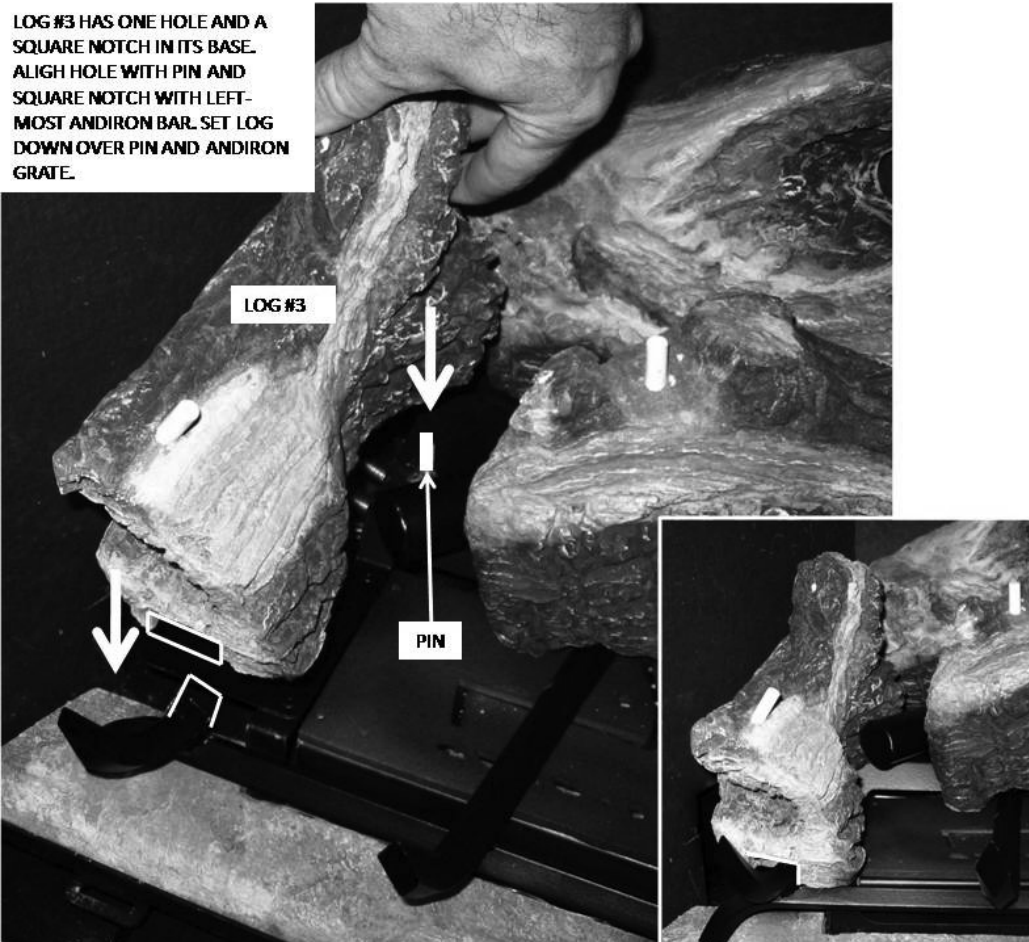 LOG #3 HAS ONE HOLE AND A
SQUARE NOTCH IN ITS BASE.
ALIGH HOLE WITH PIN AND
SQUARE NOTCH WITH LEFT-
MOST ANDIRON BAR. SET LOG
DOWN OVER PIN AND ANDIRON
GRATE.
LOG #3
PIN